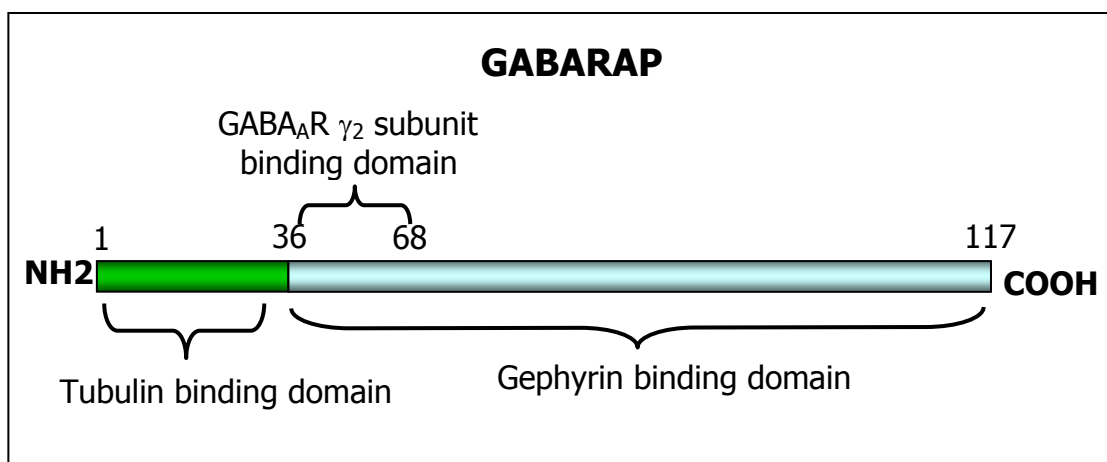 GABARAP
GABAAR γ2 subunit
binding domain
1 36 68 117
NH2 COOH
Tubulin binding domain
Gephyrin binding domain